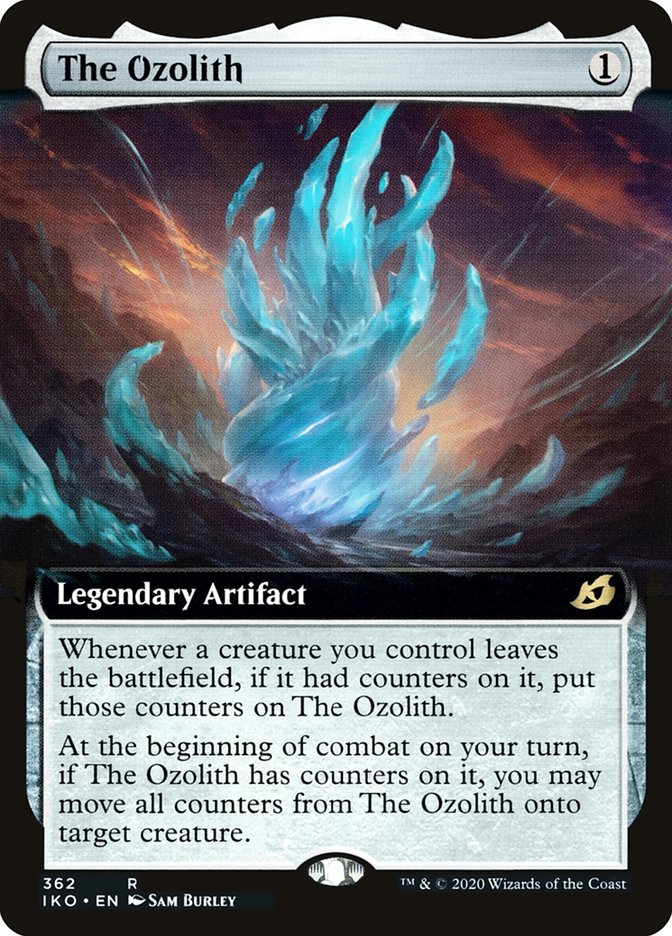 The Ozolith 1
Legendary Artifact
Whenever a creature you control leaves
the battlefield, if it had counters on it, put
those counters on The Ozolith.
At the beginning of combat on your turn,
if The Ozolith has counters on it, you may
move all counters from The Ozolith onto
target creature.
362 R
IKO • EN Sam Burley
™ & © 2020 Wizards of the Coast